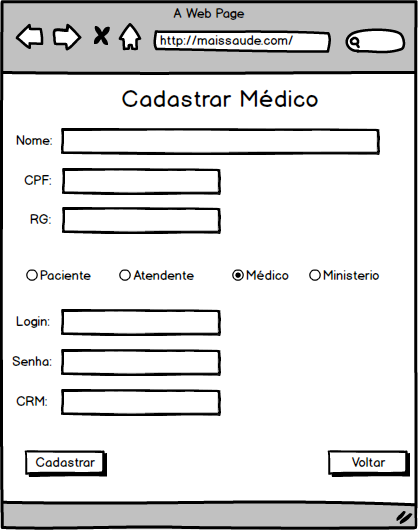 A Web Page
http://maissaude.com/
Cadastrar Médico
Nome:
CPF:
RG:
Paciente Atendente Médico Ministerio
Login:
Senha:
CRM:
Cadastrar Voltar